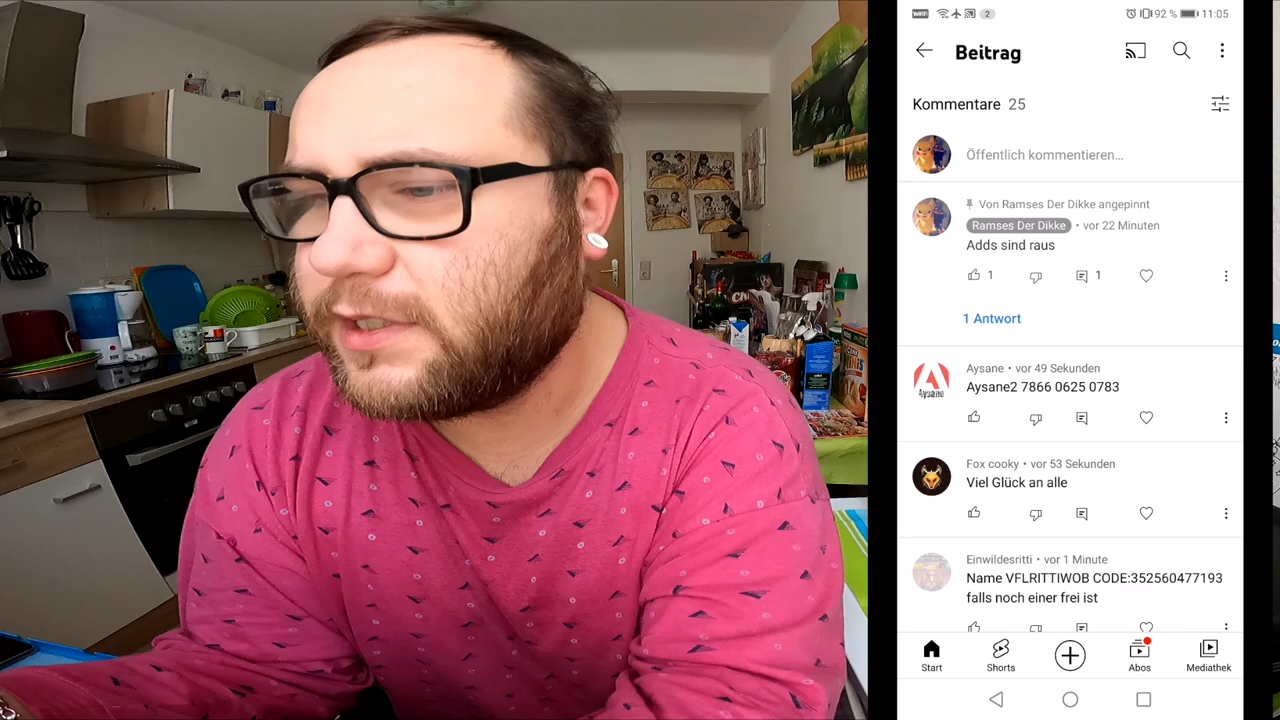 2
92 %
11:05
Beitrag
Kommentare 25
Öffentlich kommentieren...
Von Ramses Der Dikke angepinnt
Ramses Der Dikke • vor 22 Minuten
Adds sind raus
1
1
1 Antwort
Aysane • vor 49 Sekunden
Aysane2 7866 0625 0783
Aysane
Fox cooky • vor 53 Sekunden
Viel Glück an alle
Einwildesritti • vor 1 Minute
Name VFLRITTIWOB CODE:352560477193
falls noch einer frei ist
Start
Shorts
Abos
Mediathek